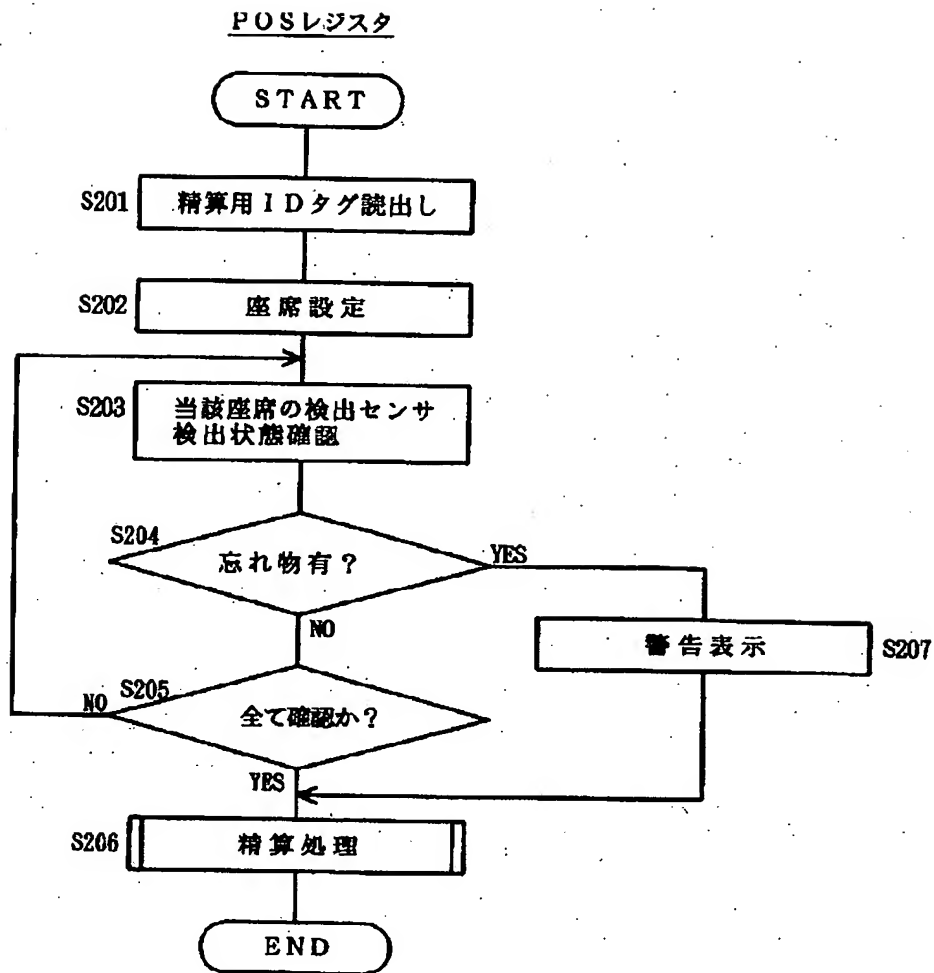 POSレジスタ
START
S201
精算用IDタグ読出し
S202
座席設定
S203
当該座席の検出センサ
検出状態確認
S204
忘れ物有？
YES
NO
警告表示
S207
S205
NO
全て確認か？
YES
S206
精算処理
END